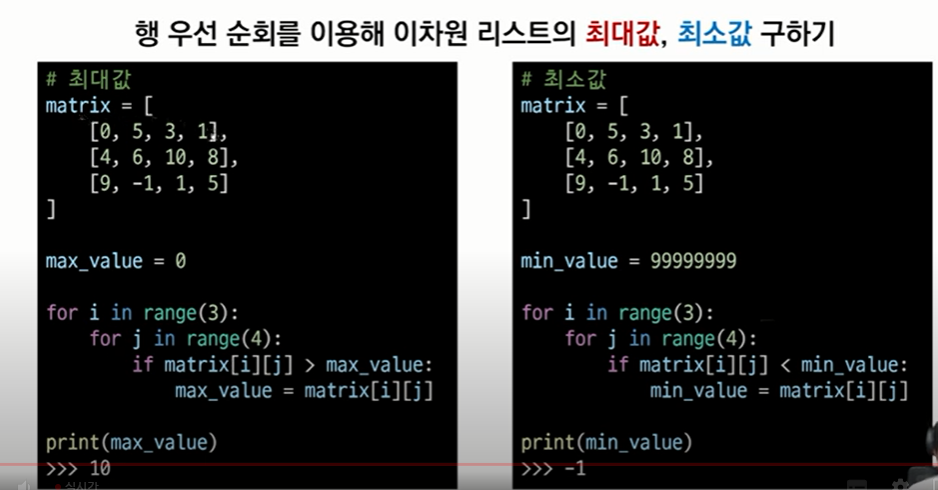 행 우선 순회를 이용해 이차원 리스트의 최대값, 최소값 구하기
# 최대값
matrix = [
    [0, 5, 3, 1],
    [4, 6, 10, 8],
    [9, -1, 1, 5]
]
max_value = 0
for i in range(3):
    for j in range(4):
        if matrix[i][j] > max_value:
            max_value = matrix[i][j]
print(max_value)
>>> 10
# 최소값
matrix = [
    [0, 5, 3, 1],
    [4, 6, 10, 8],
    [9, -1, 1, 5]
]
min_value = 99999999
for i in range(3):
    for j in range(4):
        if matrix[i][j] < min_value:
            min_value = matrix[i][j]
print(min_value)
>>> -1
실시간